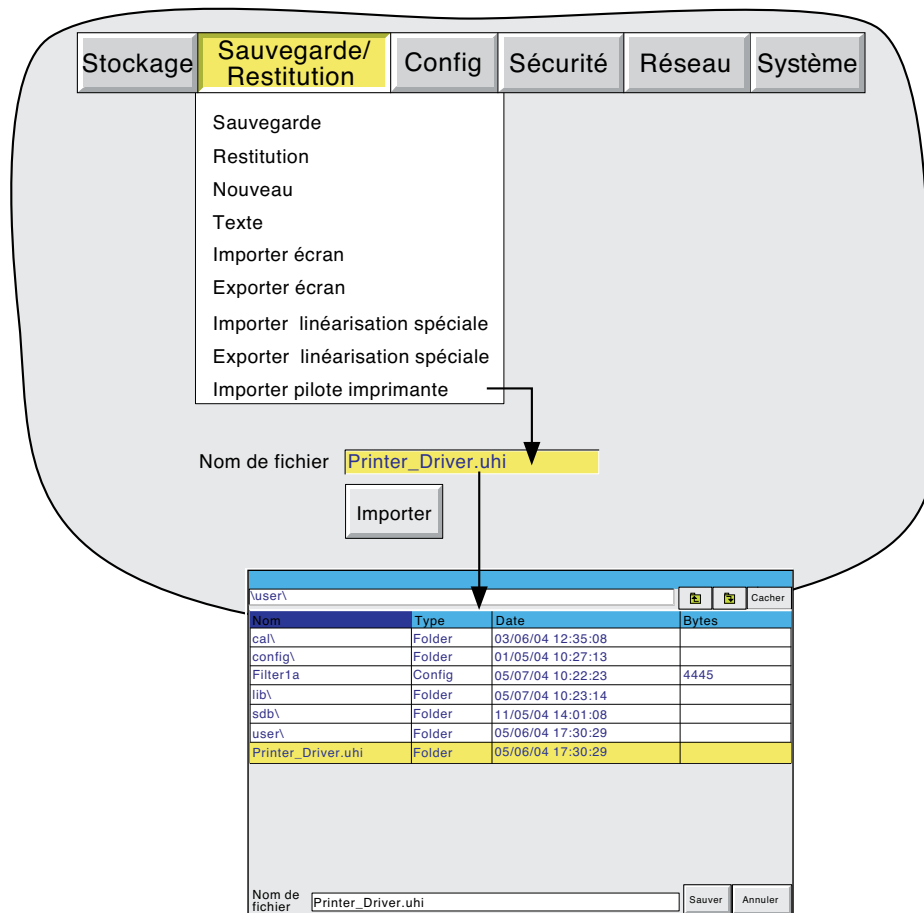 Stockage Sauvegarde/ Restitution Config Sécurité Réseau Système
Sauvegarde
Restitution
Nouveau
Texte
Importer écran
Exporter écran
Importer linéarisation spéciale
Exporter linéarisation spéciale
Importer pilote imprimante
Nom de fichier Printer_Driver.uhi
Importer
\user\ Cacher
Nom Type Date Bytes
cal\ Folder 03/06/04 12:35:08
config\ Folder 01/05/04 10:27:13
Filter1a Config 05/07/04 10:22:23 4445
lib\ Folder 05/07/04 10:23:14
sdb\ Folder 11/05/04 14:01:08
user\ Folder 05/06/04 17:30:29
Printer_Driver.uhi Folder 05/06/04 17:30:29
Nom de fichier Printer_Driver.uhi Sauver Annuler